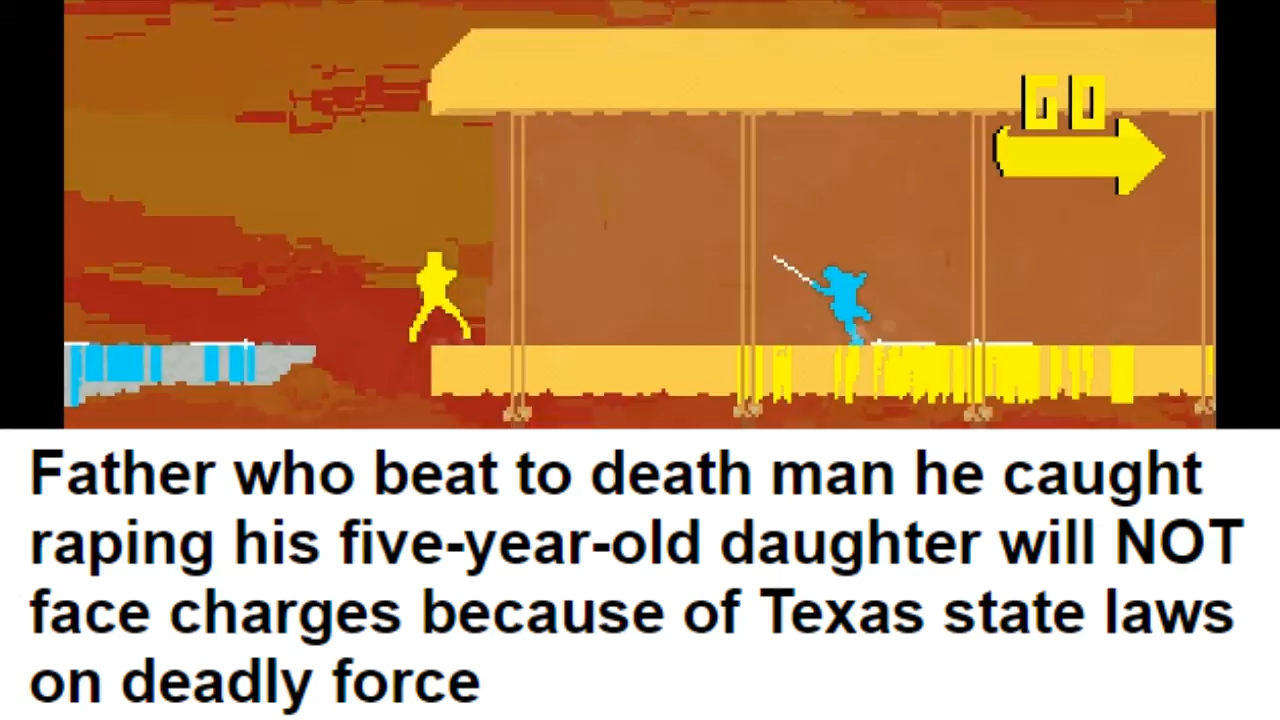 GO
Father who beat to death man he caught
raping his five-year-old daughter will NOT
face charges because of Texas state laws
on deadly force